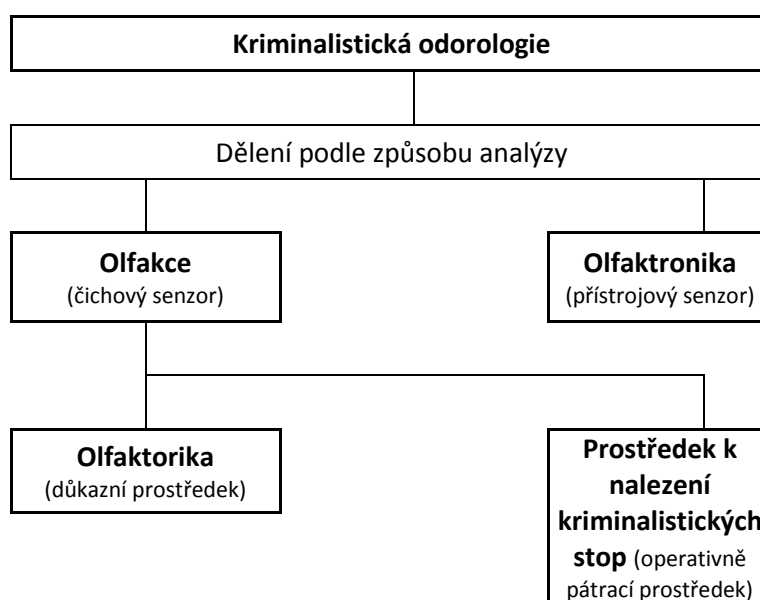 Kriminalistická odorologie
Dělení podle způsobu analýzy
Olfakce
(čichový senzor)
Olfaktronika
(přístrojový senzor)
Olfaktorika
(důkazní prostředek)
Prostředek k
nalezení
kriminalistických
stop (operativně
pátrací prostředek)